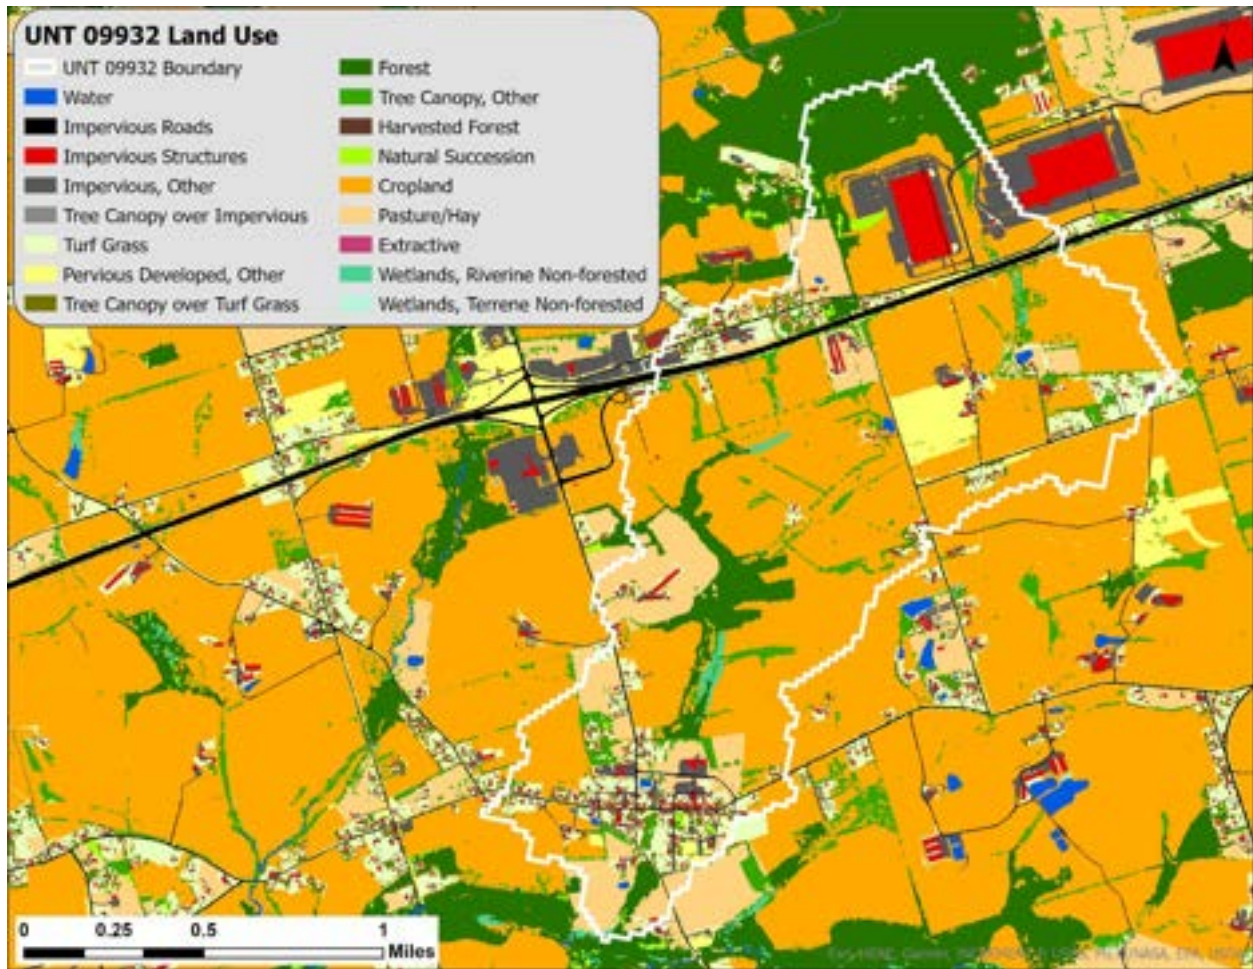 UNT 09932 Land Use
UNT 09932 Boundary
Water
Impervious Roads
Impervious Structures
Impervious, Other
Tree Canopy over Impervious
Turf Grass
Pervious Developed, Other
Tree Canopy over Turf Grass
Forest
Tree Canopy, Other
Harvested Forest
Natural Succession
Cropland
Pasture/Hay
Extractive
Wetlands, Riverine Non-forested
Wetlands, Terrene Non-forested
0 0.25 0.5 1
Miles